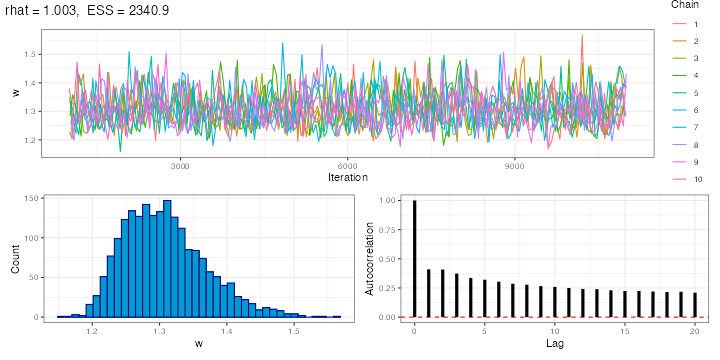 rhat = 1.003,  ESS = 2340.9
Chain
1
2
3
4
5
6
7
8
9
10
w
1.5
1.4
1.3
1.2
3000 6000 9000
Iteration
Count
150
100
50
0
1.2 1.3 1.4 1.5
w
Autocorrelation
1.00
0.75
0.50
0.25
0.00
0 5 10 15 20
Lag